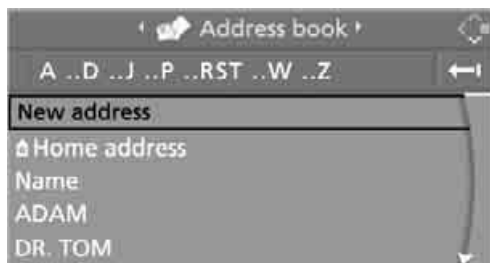 Address book
A ..D ..J ..P ..RST ..W ..Z
New address
Home address
Name
ADAM
DR. TOM